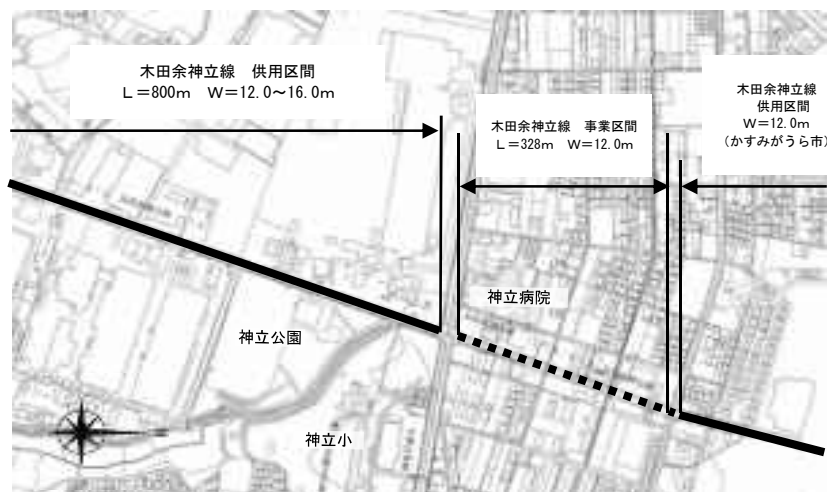 木田余神立線　供用区間
Ｌ＝800ｍ　Ｗ＝12.0～16.0ｍ
木田余神立線　事業区間
Ｌ＝328ｍ　Ｗ＝12.0ｍ
木田余神立線
供用区間
Ｗ＝12.0ｍ
（かすみがうら市）
神立病院
神立公園
神立小